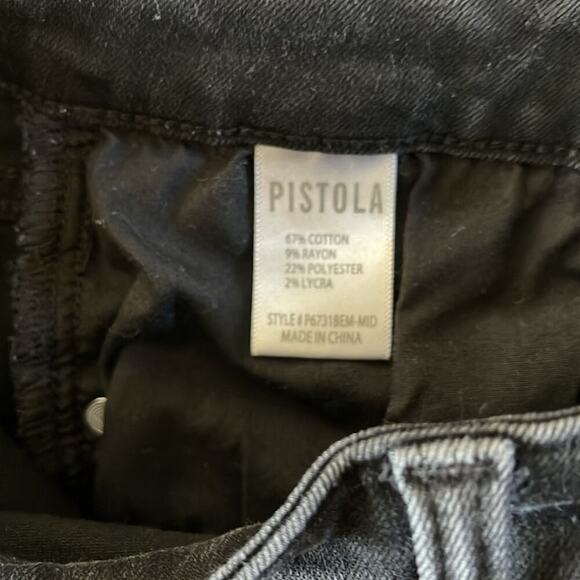 PISTOLA
67% COTTON
9% RAYON
22% POLYESTER
2% LYCRA
STYLE # P6731BEM-MID
MADE IN CHINA